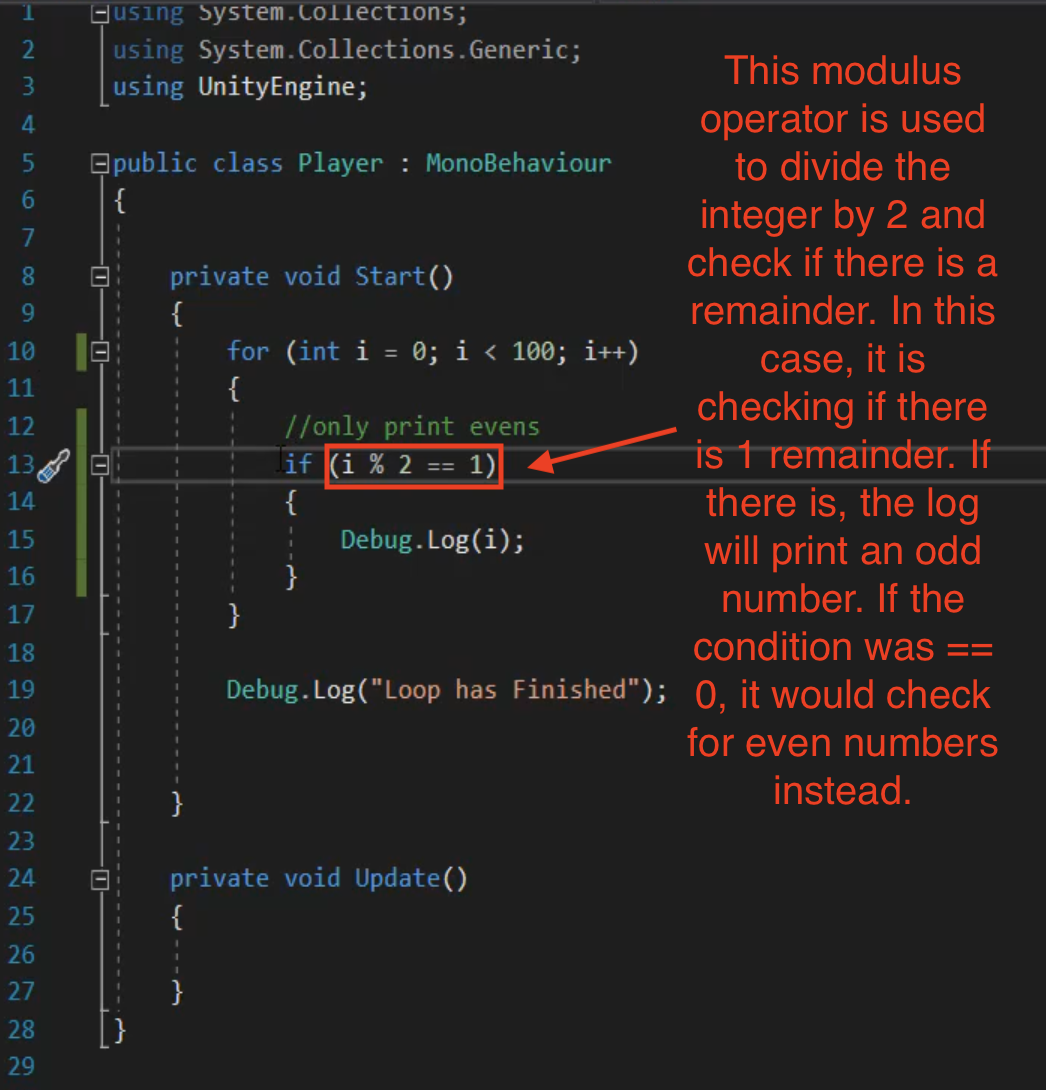 1 using System.Collections;
2 using System.Collections.Generic;
3 using UnityEngine;
4
5 public class Player : MonoBehaviour
6 {
7
8 private void Start()
9 {
10 for (int i = 0; i < 100; i++)
11 {
12 //only print evens
13 if (i % 2 == 1)
14 {
15 Debug.Log(i);
16 }
17 }
18
19 Debug.Log("Loop has Finished");
20
21
22 }
23
24 private void Update()
25 {
26
27 }
28 }
29
This modulus
operator is used
to divide the
integer by 2 and
check if there is a
remainder. In this
case, it is
checking if there
is 1 remainder. If
there is, the log
will print an odd
number. If the
condition was ==
0, it would check
for even numbers
instead.